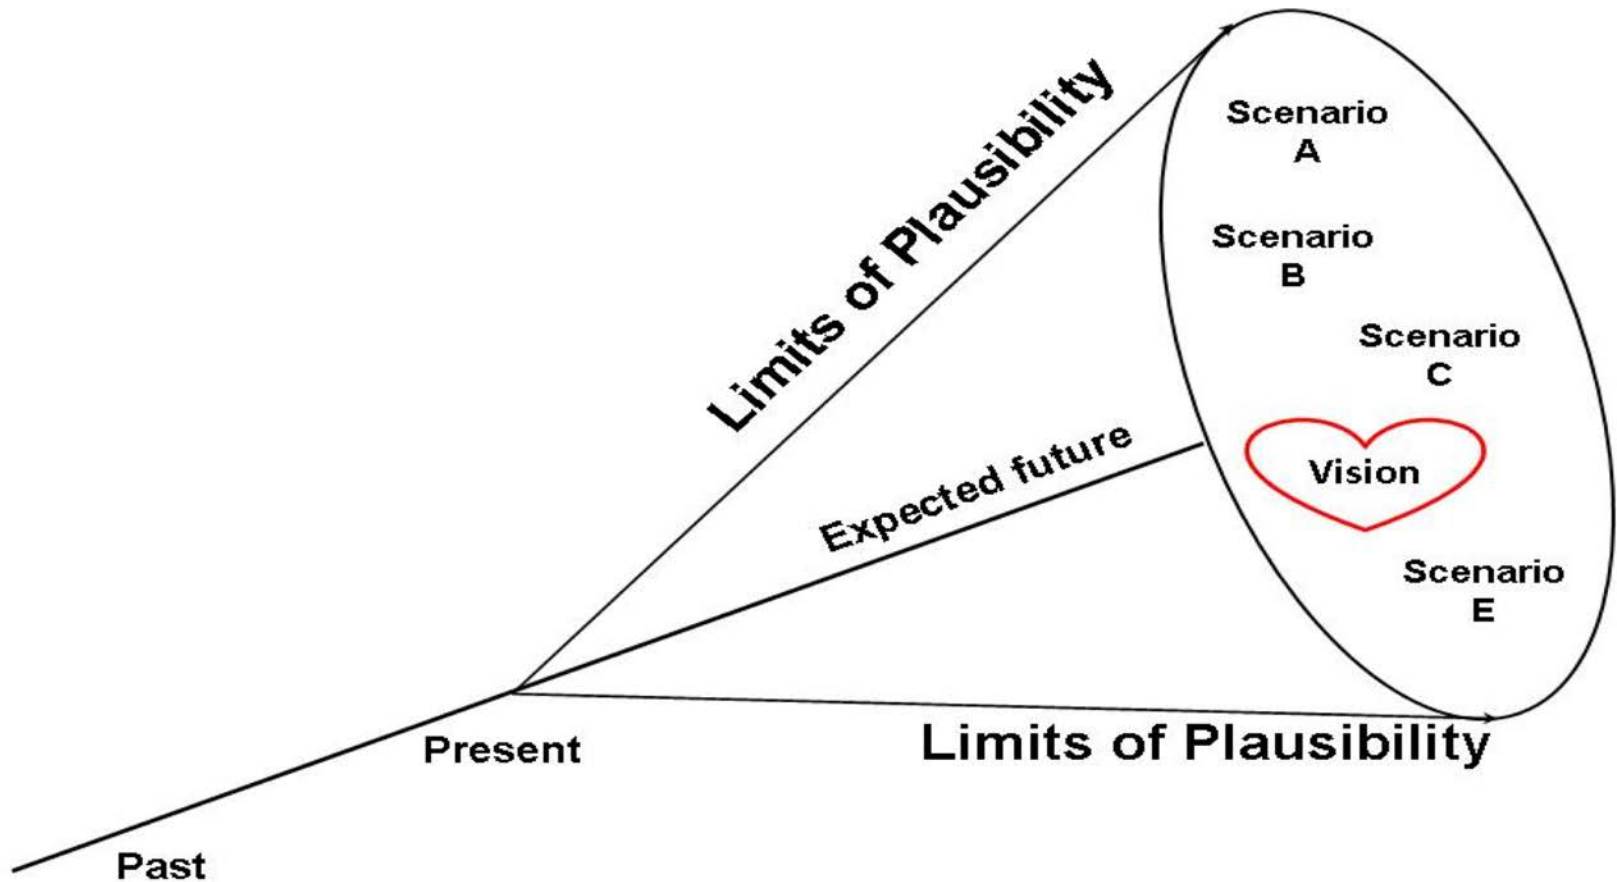 Limits of Plausibility
Scenario
A
Scenario
B
Scenario
C
Expected future
Vision
Scenario
E
Present
Limits of Plausibility
Past